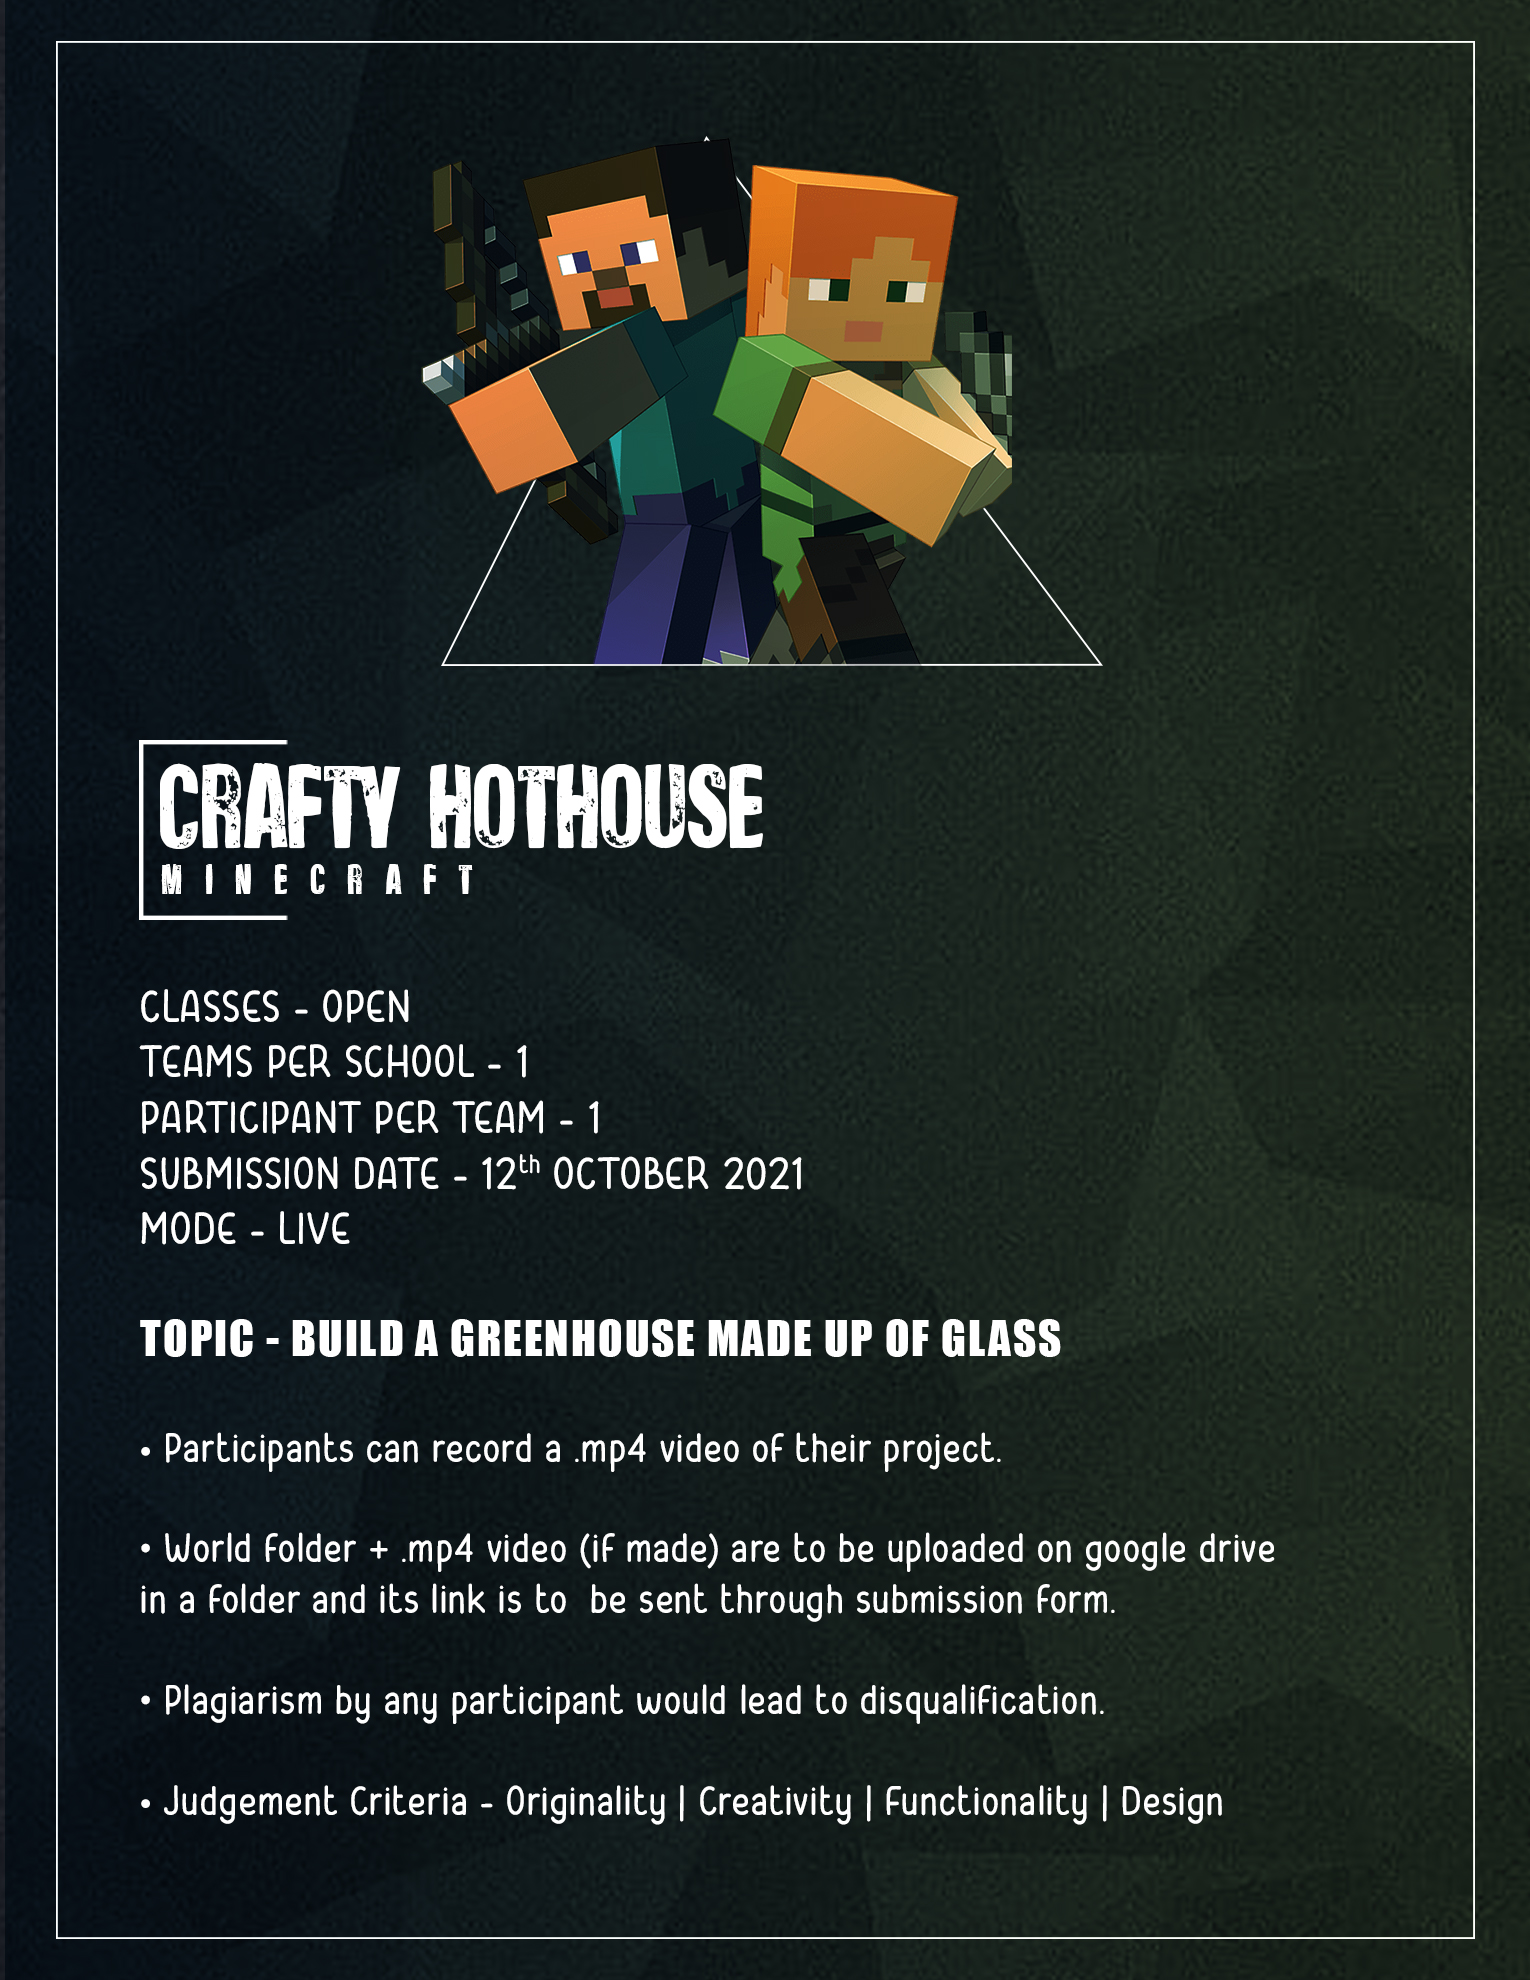 CRAFTY HOTHOUSE
MINECRAFT
CLASSES - OPEN
TEAMS PER SCHOOL - 1
PARTICIPANT PER TEAM - 1
SUBMISSION DATE - 12th OCTOBER 2021
MODE - LIVE
TOPIC - BUILD A GREENHOUSE MADE UP OF GLASS
• Participants can record a .mp4 video of their project.
• World folder + .mp4 video (if made) are to be uploaded on google drive
in a folder and its link is to  be sent through submission form.
• Plagiarism by any participant would lead to disqualification.
• Judgement Criteria - Originality | Creativity | Functionality | Design